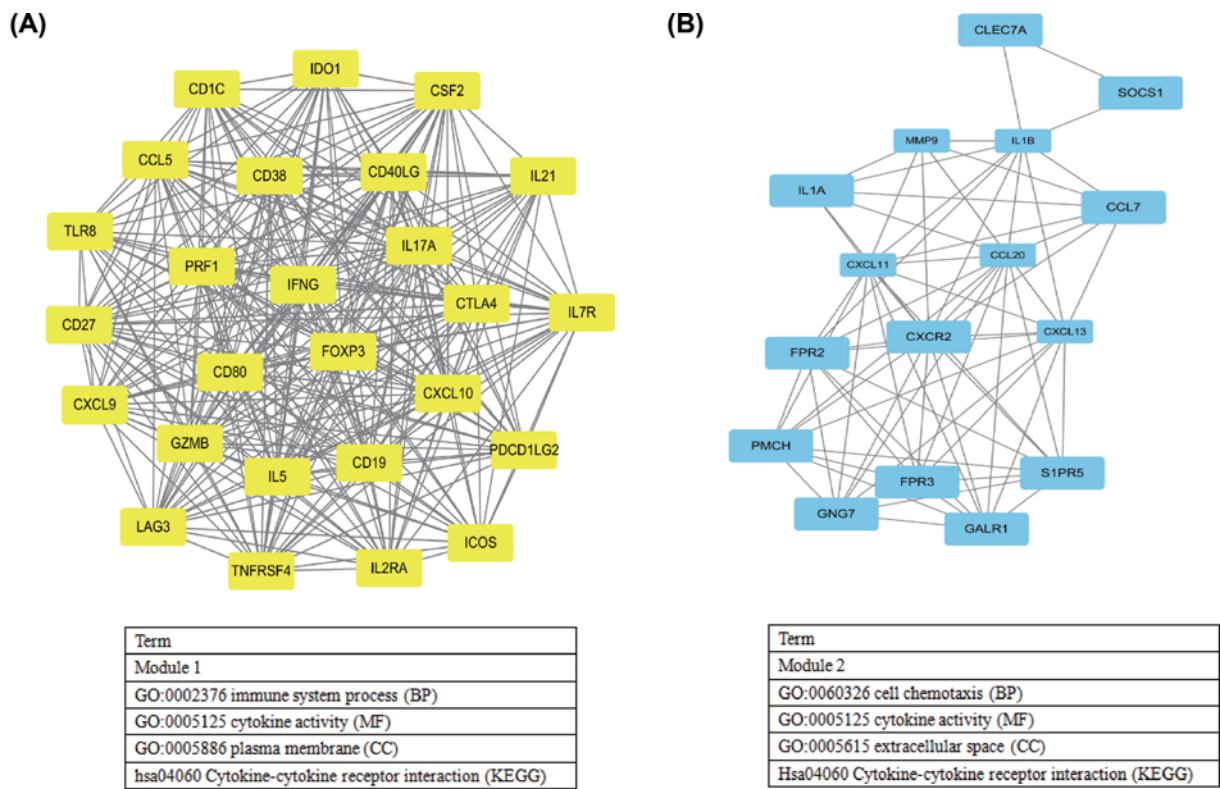 (A)
IDO1
CD1C
CSF2
CCL5
CD38
CD40LG
IL21
TLR8
IL17A
PRF1
IFNG
CTLA4
IL7R
CD27
FOXP3
CD80
CXCL10
CXCL9
GZMB
PDCD1LG2
CD19
IL5
LAG3
ICOS
TNFRSF4
IL2RA
Term
Module 1
GO:0002376 immune system process (BP)
GO:0005125 cytokine activity (MF)
GO:0005886 plasma membrane (CC)
hsa04060 Cytokine-cytokine receptor interaction (KEGG)
(B)
CLEC7A
SOCS1
MMP9
IL1B
IL1A
CCL7
CCL20
CXCL11
CXCL13
CXCR2
FPR2
PMCH
S1PR5
FPR3
GNG7
GALR1
Term
Module 2
GO:0060326 cell chemotaxis (BP)
GO:0005125 cytokine activity (MF)
GO:0005615 extracellular space (CC)
Hsa04060 Cytokine-cytokine receptor interaction (KEGG)